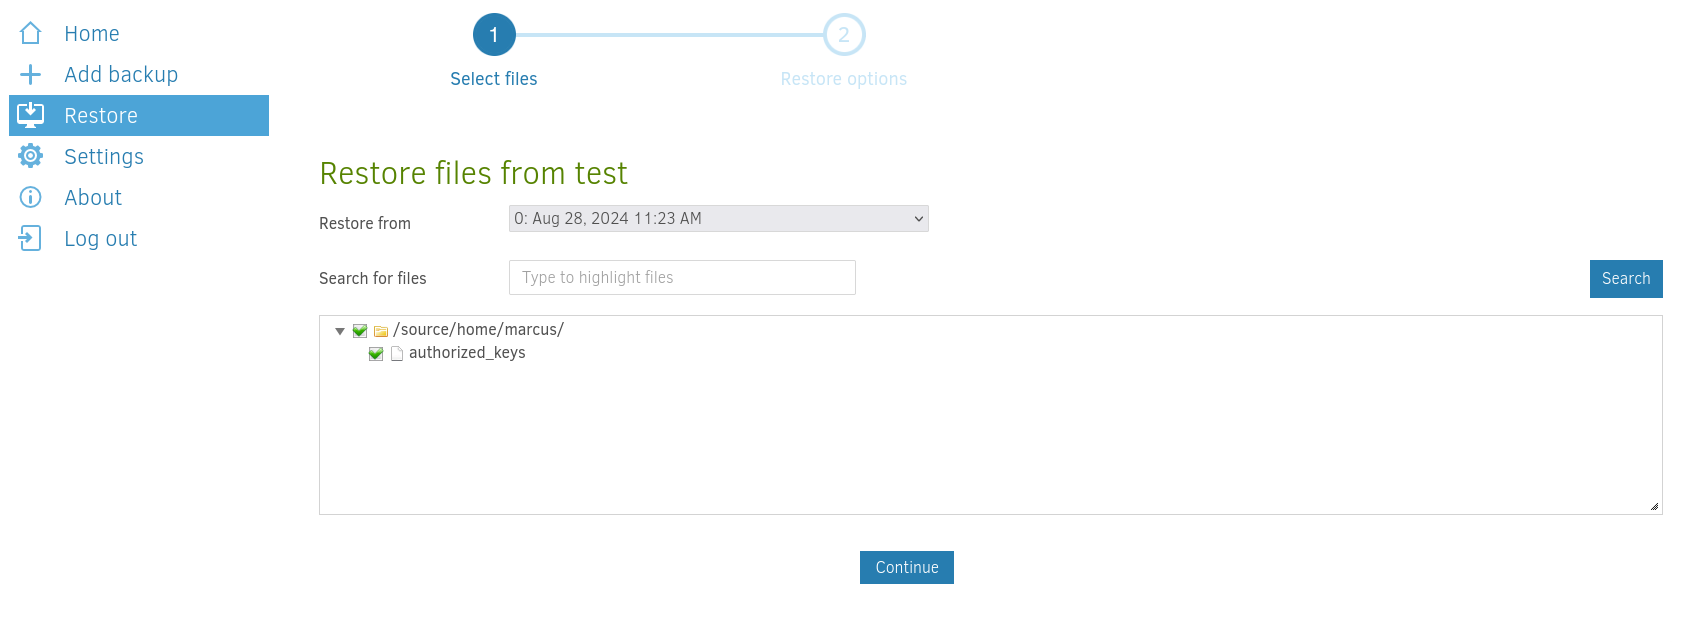 Home
Add backup
Restore
Settings
About
Log out
1
2
Select files
Restore options
Restore files from test
Restore from
0: Aug 28, 2024 11:23 AM
Search for files
Type to highlight files
Search
/source/home/marcus/
authorized_keys
Continue